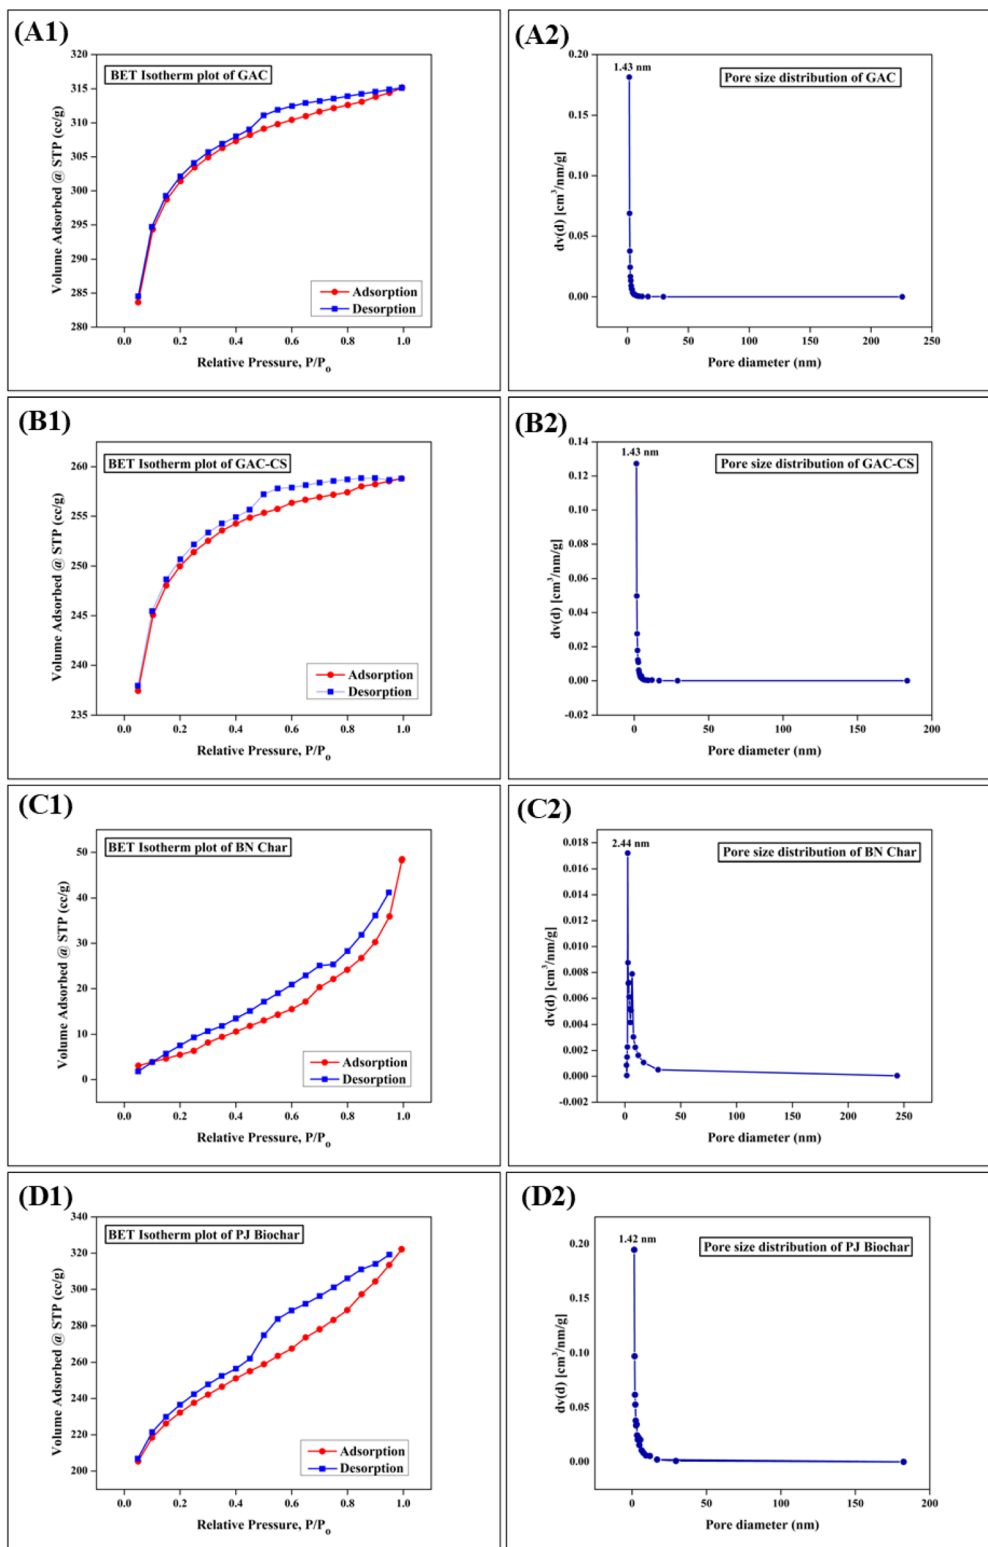 (A1)
BET Isotherm plot of GAC
Volume Adsorbed @ STP (cc/g)
320
315
310
305
300
295
290
285
280
Adsorption
Desorption
0.0 0.2 0.4 0.6 0.8 1.0
Relative Pressure, P/Po
(A2)
1.43 nm
Pore size distribution of GAC
dv(d) [cm³/nm/g]
0.20
0.15
0.10
0.05
0.00
0 50 100 150 200 250
Pore diameter (nm)
(B1)
BET Isotherm plot of GAC-CS
Volume Adsorbed @ STP (cc/g)
260
255
250
245
240
235
Adsorption
Desorption
0.0 0.2 0.4 0.6 0.8 1.0
Relative Pressure, P/Po
(B2)
1.43 nm
Pore size distribution of GAC-CS
dv(d) [cm³/nm/g]
0.14
0.12
0.10
0.08
0.06
0.04
0.02
0.00
-0.02
0 50 100 150 200
Pore diameter (nm)
(C1)
BET Isotherm plot of BN Char
Volume Adsorbed @ STP (cc/g)
50
40
30
20
10
0
Adsorption
Desorption
0.0 0.2 0.4 0.6 0.8 1.0
Relative Pressure, P/Po
(C2)
2.44 nm
Pore size distribution of BN Char
dv(d) [cm³/nm/g]
0.018
0.016
0.014
0.012
0.010
0.008
0.006
0.004
0.002
0.000
-0.002
0 50 100 150 200 250
Pore diameter (nm)
(D1)
BET Isotherm plot of PJ Biochar
Volume Adsorbed @ STP (cc/g)
340
320
300
280
260
240
220
200
Adsorption
Desorption
0.0 0.2 0.4 0.6 0.8 1.0
Relative Pressure, P/Po
(D2)
1.42 nm
Pore size distribution of PJ Biochar
dv(d) [cm³/nm/g]
0.20
0.15
0.10
0.05
0.00
0 50 100 150 200
Pore diameter (nm)